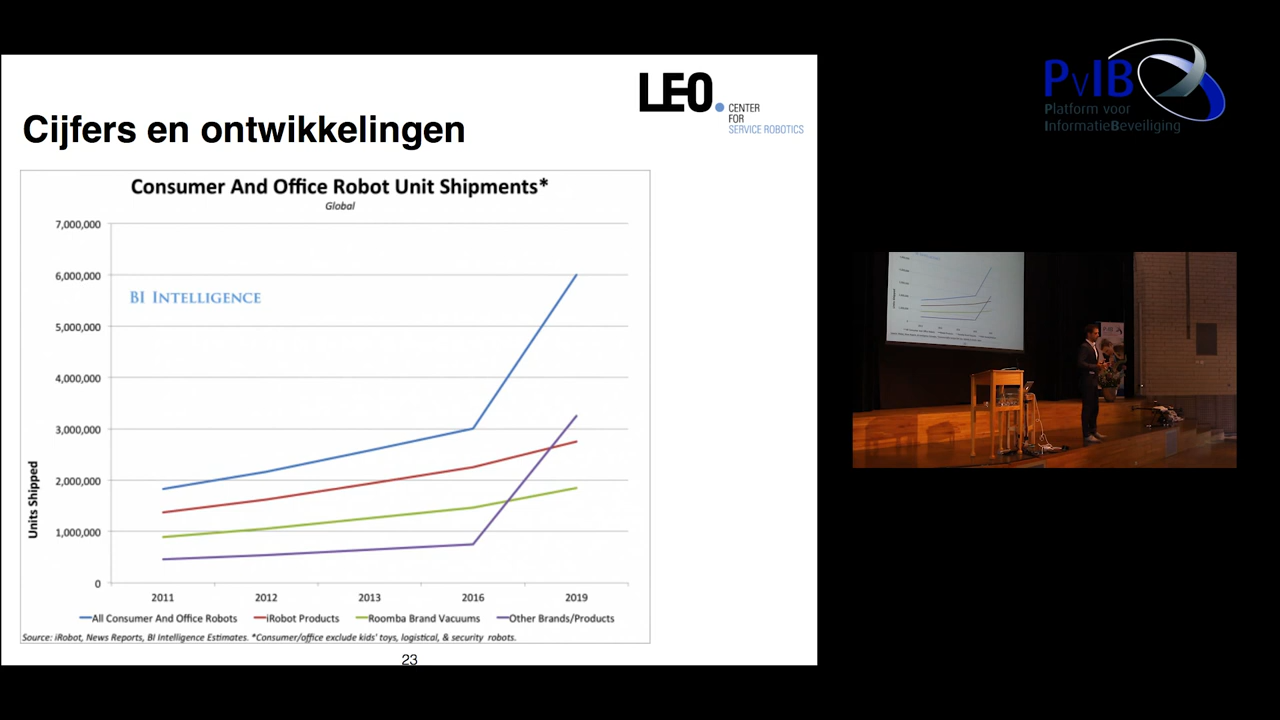 LEO
CENTER
FOR
SERVICE ROBOTICS
PvIB
Platform voor
InformatieBeveiliging
Cijfers en ontwikkelingen
Consumer And Office Robot Unit Shipments*
Global
BI INTELLIGENCE
Units Shipped
7,000,000
6,000,000
5,000,000
4,000,000
3,000,000
2,000,000
1,000,000
0
2011 2012 2013 2016 2019
All Consumer And Office Robots iRobot Products Roomba Brand Vacuums Other Brands/Products
Source: iRobot, News Reports, BI Intelligence Estimates. *Consumer/office exclude kids' toys, logistical, & security robots.
23